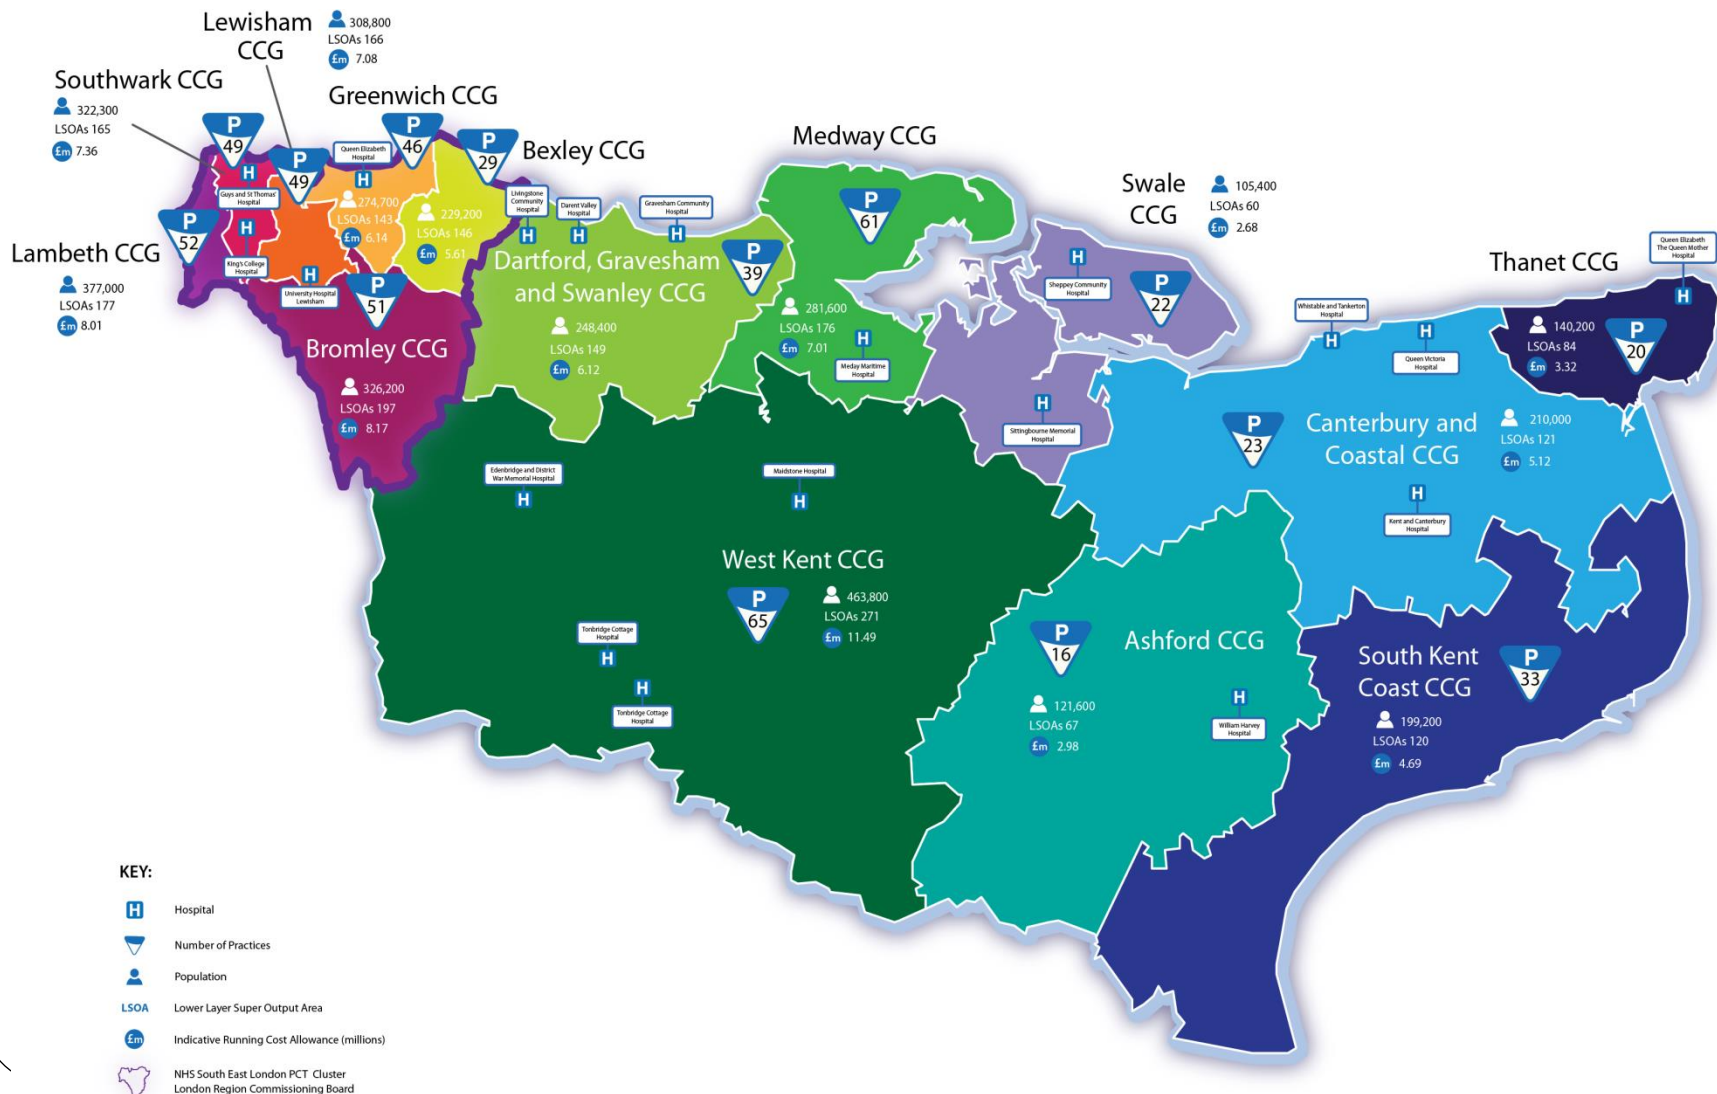 Lewisham
CCG
308,800
LSOAs 166
£m 7.08
Southwark CCG
322,300
LSOAs 165
£m 7.36
Greenwich CCG
P
49
P
49
P
46
P
29
Bexley CCG
Medway CCG
Swale
CCG
105,400
LSOAs 60
£m 2.68
Queen Elizabeth
Hospital
H
H
Guys and St Thomas'
Hospital
274,700
LSOAs 143
£m 6.14
229,200
LSOAs 146
£m 5.61
Livingstone
Community
Hospital
H
Darent Valley
Hospital
H
Gravesham Community
Hospital
H
P
61
Lambeth CCG
377,000
LSOAs 177
£m 8.01
P
52
H
King's College
Hospital
H
University Hospital
Lewisham
P
51
Dartford, Gravesham
and Swanley CCG
P
39
248,400
LSOAs 149
£m 6.12
281,600
LSOAs 176
£m 7.01
H
Meday Maritime
Hospital
H
Sheppey Community
Hospital
P
22
Thanet CCG
Queen Elizabeth
The Queen Mother
Hospital
H
Whistable and Tankerton
Hospital
H
H
Queen Victoria
Hospital
140,200
LSOAs 84
£m 3.32
P
20
Bromley CCG
326,200
LSOAs 197
£m 8.17
H
Sittingbourne Memorial
Hospital
P
23
Canterbury and
Coastal CCG
210,000
LSOAs 121
£m 5.12
H
Kent and Canterbury
Hospital
Edenbridge and District
War Memorial Hospital
H
Maidstone Hospital
H
West Kent CCG
P
65
463,800
LSOAs 271
£m 11.49
Tonbridge Cottage
Hospital
H
H
Tonbridge Cottage
Hospital
P
16
Ashford CCG
121,600
LSOAs 67
£m 2.98
H
William Harvey
Hospital
South Kent
Coast CCG
P
33
199,200
LSOAs 120
£m 4.69
KEY:
H Hospital
Number of Practices
Population
LSOA Lower Layer Super Output Area
£m Indicative Running Cost Allowance (millions)
NHS South East London PCT Cluster
London Region Commissioning Board